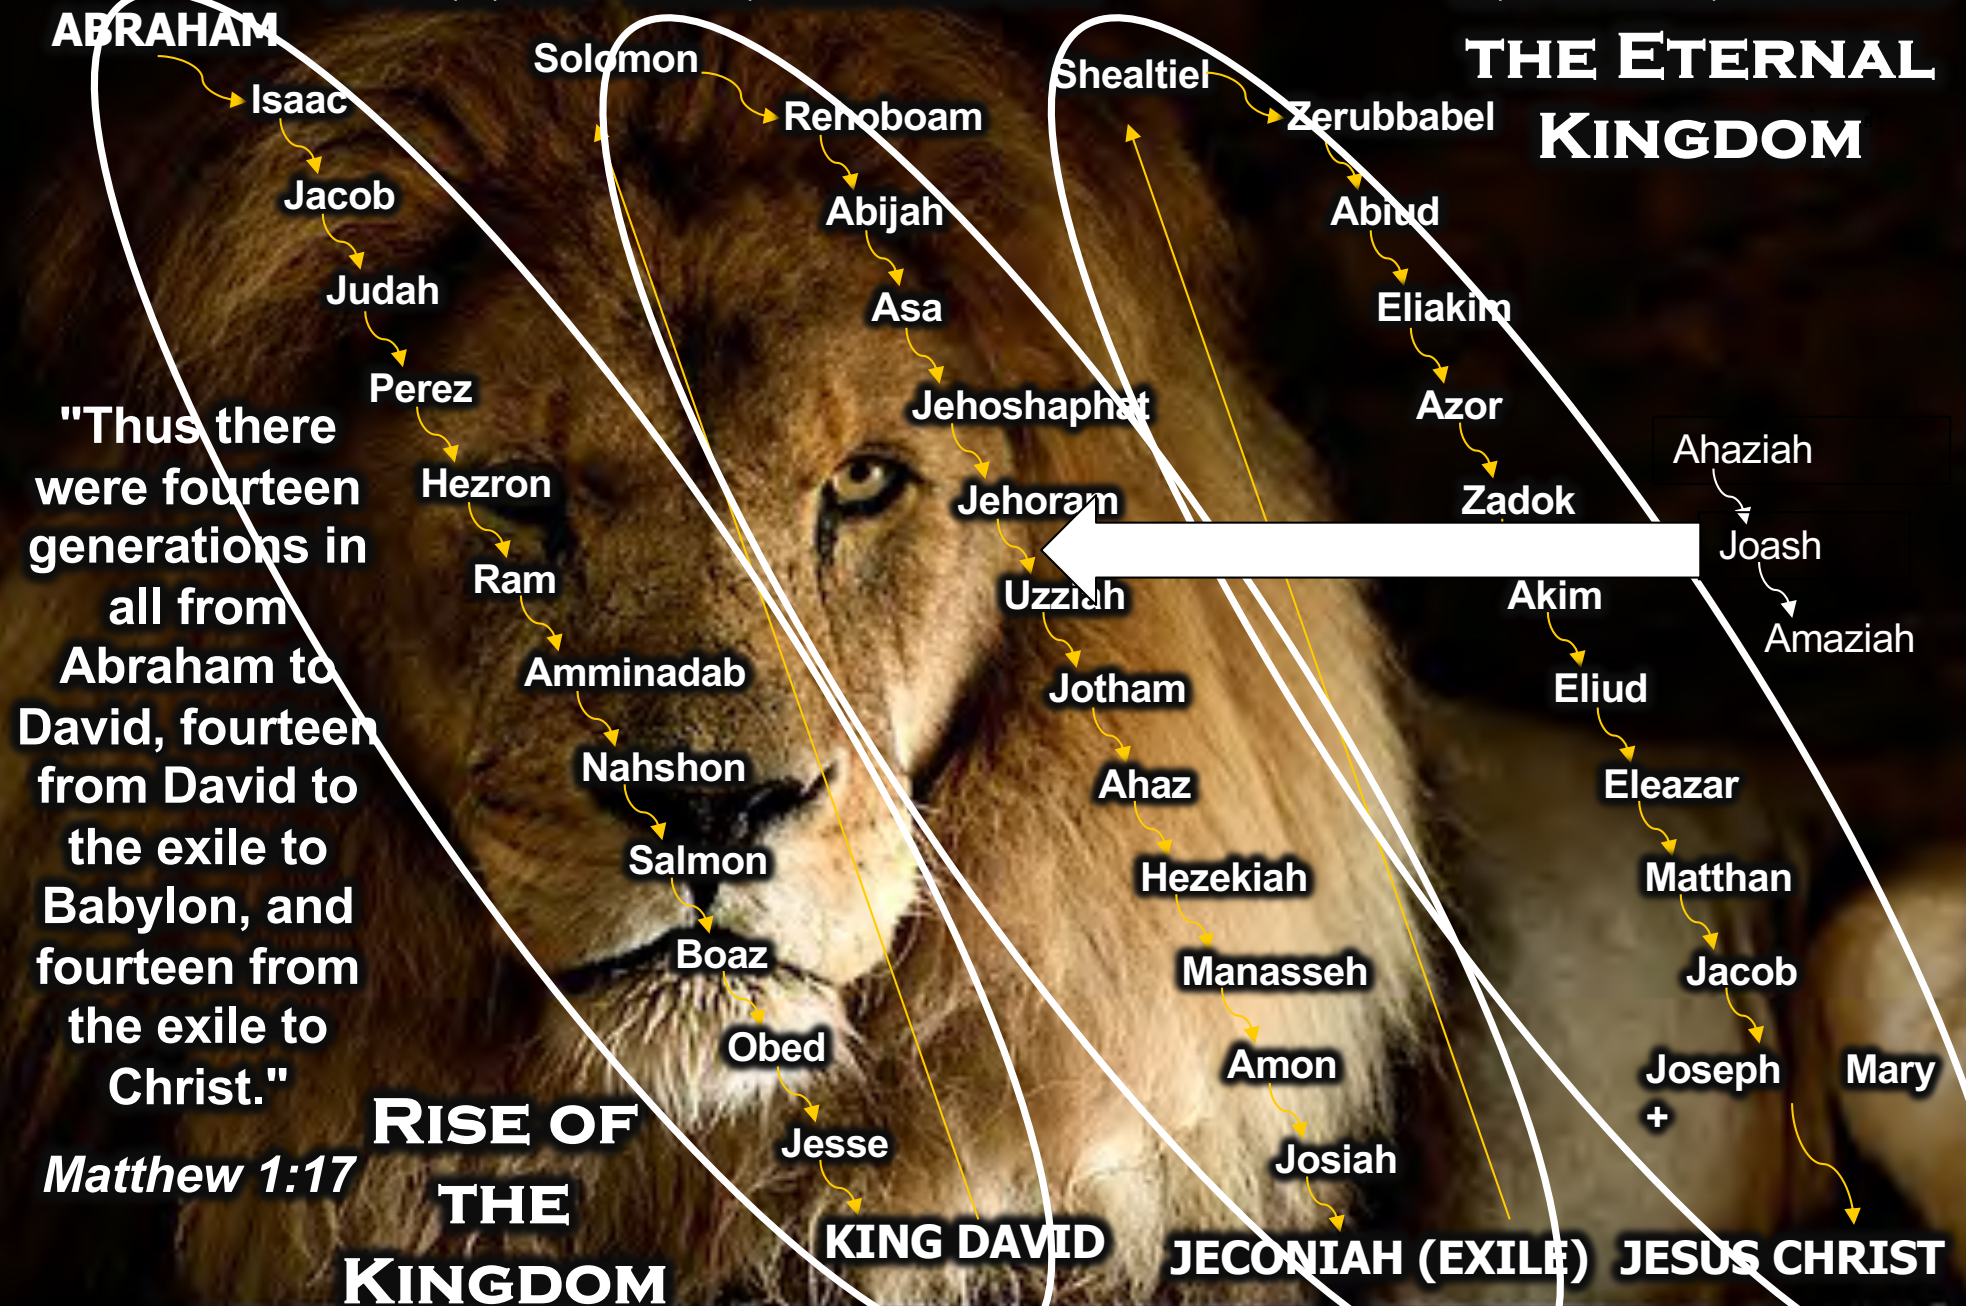 ABRAHAM
Isaac
Jacob
Judah
Perez
Hezron
Ram
Amminadab
Nahshon
Salmon
Boaz
Obed
Jesse
KING DAVID
"Thus there
were fourteen
generations in
all from
Abraham to
David, fourteen
from David to
the exile to
Babylon, and
fourteen from
the exile to
Christ."
Matthew 1:17
RISE OF
THE
KINGDOM
Solomon
Rehoboam
Abijah
Asa
Jehoshaphat
Jehoram
Uzziah
Jotham
Ahaz
Hezekiah
Manasseh
Amon
Josiah
JECONIAH (EXILE)
THE ETERNAL
KINGDOM
Shealtiel
Zerubbabel
Abiud
Eliakim
Azor
Zadok
Akim
Eliud
Eleazar
Matthan
Jacob
Joseph Mary
+
JESUS CHRIST
Ahaziah
Joash
Amaziah